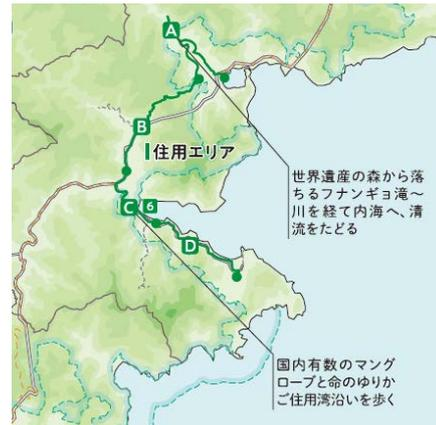 A
B
I 住用エリア
世界遺産の森から落
ちるフナンギョ滝～
川を経て内海へ、清
流をたどる
C 6
D
国内有数のマング
ローブと命のゆりか
ご住用湾沿いを歩く